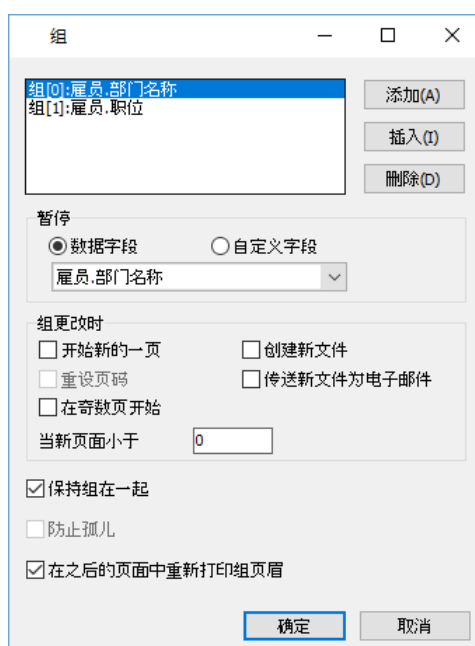 组
组[0]:雇员.部门名称
组[1]:雇员.职位
添加(A)
插入(I)
删除(D)
暂停
数据字段 自定义字段
雇员.部门名称
组更改时
开始新的一页 创建新文件
重设页码 传送新文件为电子邮件
在奇数页开始
当新页面小于 0
保持组在一起
防止孤儿
在之后的页面中重新打印组页眉
确定 取消